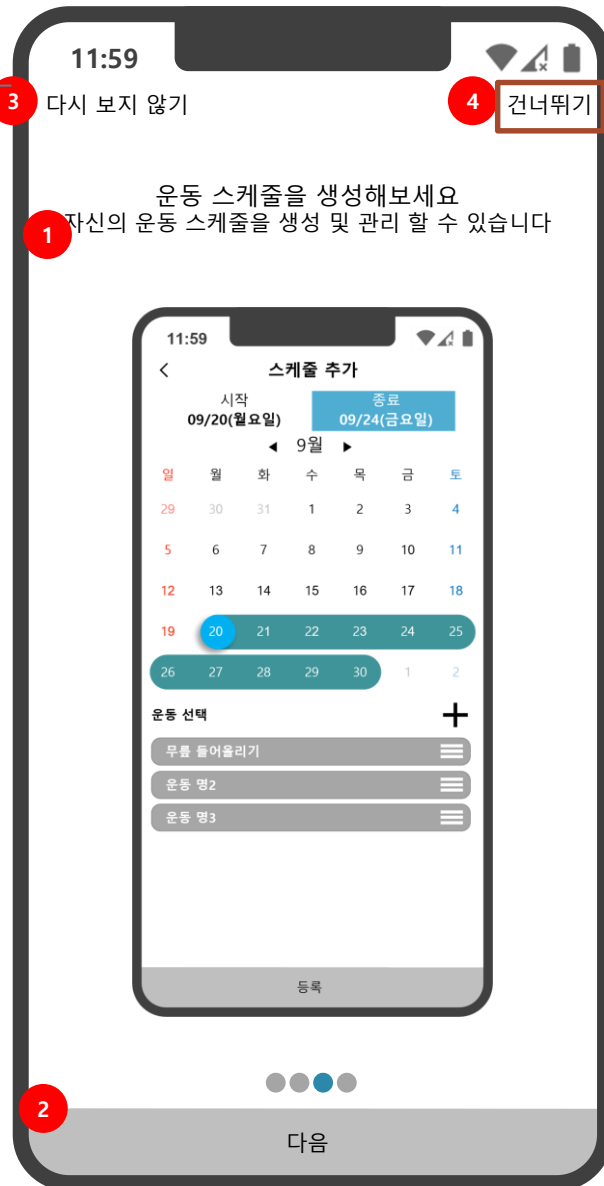 11:59
3 다시 보지 않기 4 건너뛰기
운동 스케줄을 생성해보세요
1 자신의 운동 스케줄을 생성 및 관리 할 수 있습니다
11:59
< 스케줄 추가
시작 종료
09/20(월요일) 09/24(금요일)
◀ 9월 ▶
일 월 화 수 목 금 토
29 30 31 1 2 3 4
5 6 7 8 9 10 11
12 13 14 15 16 17 18
19 20 21 22 23 24 25
26 27 28 29 30 1 2
운동 선택 +
무릎 들어올리기
운동 명2
운동 명3
등록
2
다음